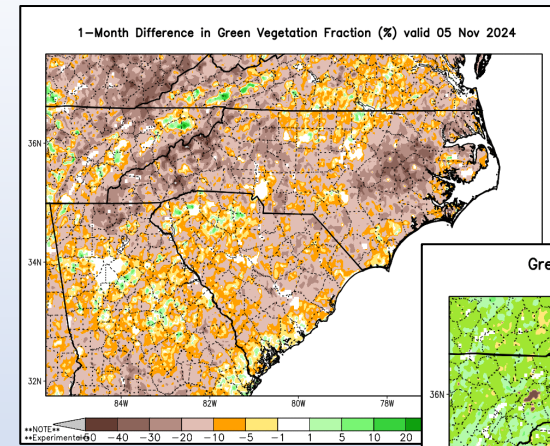 1-Month Difference in Green Vegetation Fraction (%) valid 05 Nov 2024
36N
34N
32N
84W
82W
80W
78W
**NOTE**
**Experimental
-40 -30 -20 -10 -5 -1 1 5 10 20
Gre
36N